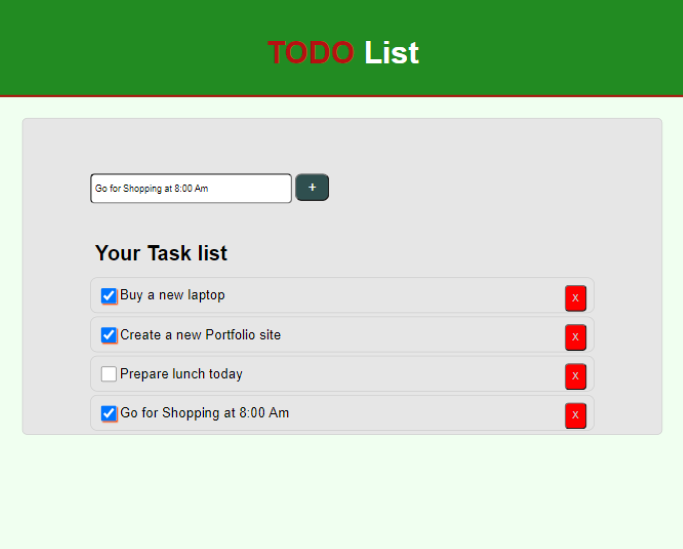 TODO List
Go for Shopping at 8:00 Am
+
Your Task list
Buy a new laptop
X
Create a new Portfolio site
X
Prepare lunch today
X
Go for Shopping at 8:00 Am
X